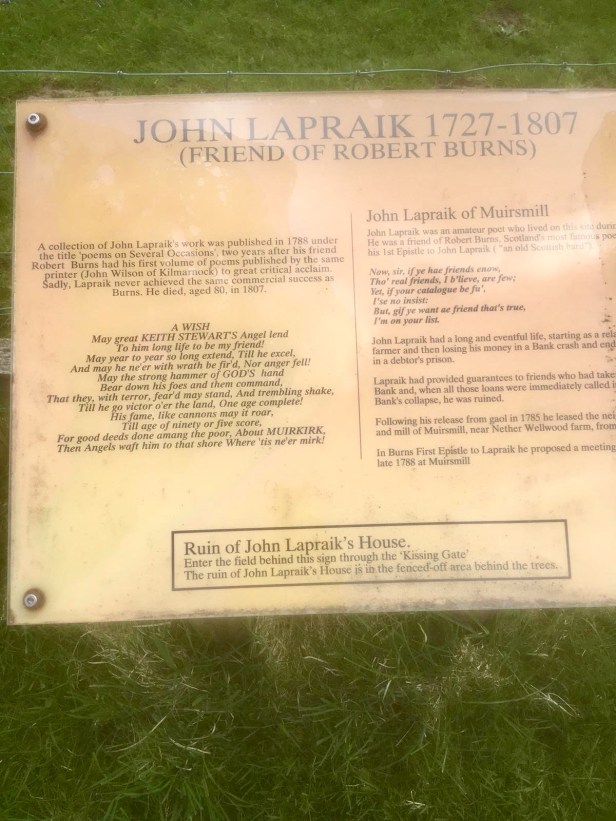 JOHN LAPRAIK 1727-1807
(FRIEND OF ROBERT BURNS)
A collection of John Lapraik's work was published in 1788 under
the title 'poems on Several Occasions', two years after his friend
Robert Burns had his first volume of poems published by the same
printer (John Wilson of Kilmarnock) to great critical acclaim.
Sadly, Lapraik never achieved the same commercial success as
Burns. He died, aged 80, in 1807.
A WISH
May great KEITH STEWART'S Angel lend
To him long life to be my friend!
May year to year so long extend, Till he excel,
And may he ne'er with wrath be fir'd, Nor anger fell!
May the strong hammer of GOD'S hand
Bear down his foes and them command,
That they, with terror, fear'd may stand, And trembling shake,
Till he go victor o'er the land, One age complete!
His fame, like cannons may it roar,
Till age of ninety or five score,
For good deeds done amang the poor, About MUIRKIRK,
Then Angels waft him to that shore Where 'tis ne'er mirk!
John Lapraik of Muirsmill
John Lapraik was an amateur poet who lived on this site
He was a friend of Robert Burns, Scotland's most famous
his 1st Epistle to John Lapraik ( "an old Scottish bard").
Now, sir, if ye hae friends enow,
Tho' real friends, I b'lieve, are few;
Yet, if your catalogue be fu',
I'se no insist:
But, gif ye want ae friend that's true,
I'm on your list.
John Lapraik had a long and eventful life, starting as a
farmer and then losing his money in a Bank crash and
in a debtor's prison.
Lapraik had provided guarantees to friends who had
Bank and, when all those loans were immediately called
Bank's collapse, he was ruined.
Following his release from gaol in 1785 he leased the
and mill of Muirsmill, near Nether Wellwood farm, from
In Burns First Epistle to Lapraik he proposed a meeting
late 1788 at Muirsmill
Ruin of John Lapraik's House.
Enter the field behind this sign through the 'Kissing Gate'
The ruin of John Lapraik's House is in the fenced-off area behind the trees.